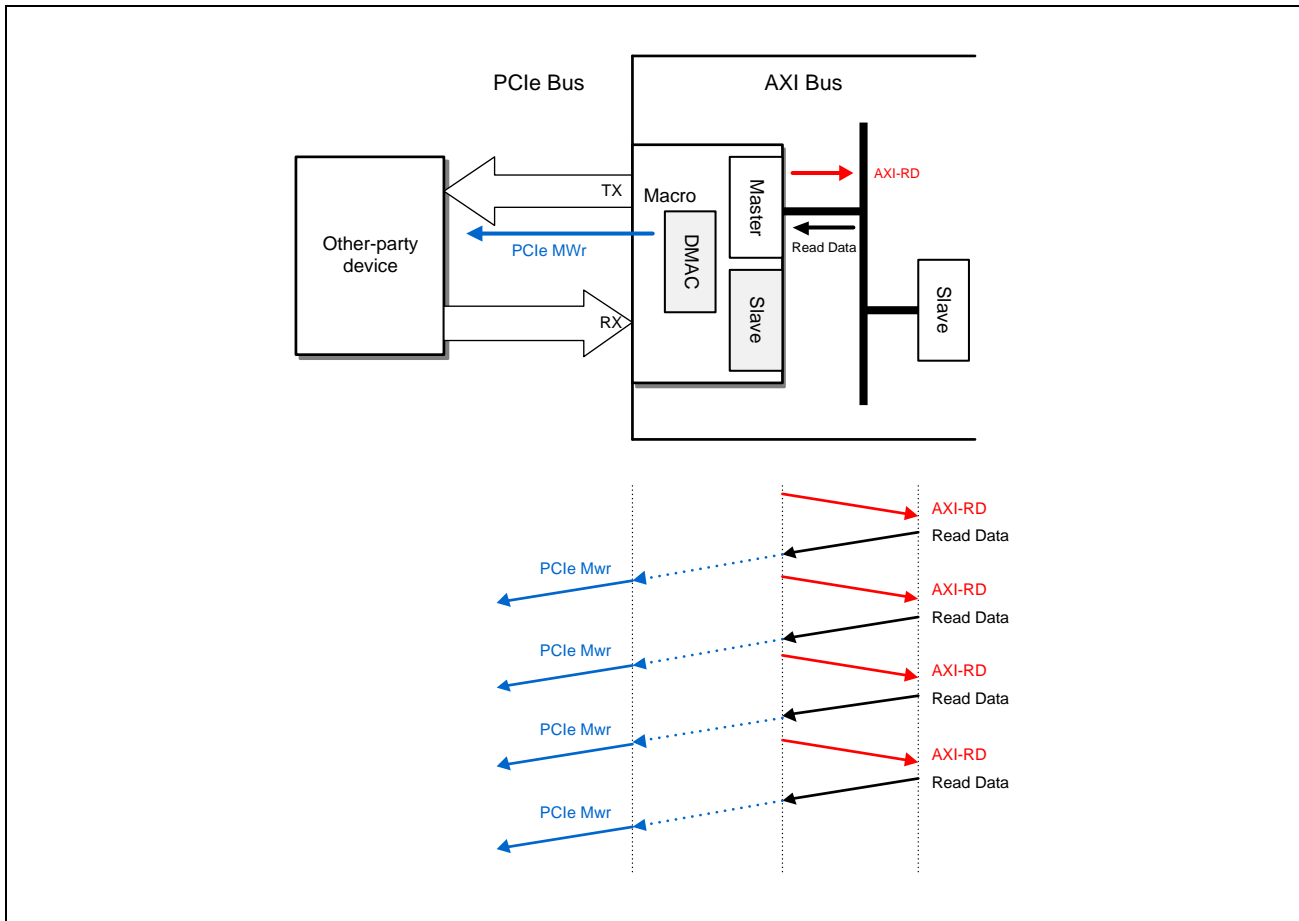 PCIe Bus
AXI Bus
TX
Macro
Master
AXI-RD
Other-party
device
PCIe MWr
DMAC
Read Data
RX
Slave
Slave
AXI-RD
Read Data
PCIe Mwr
AXI-RD
Read Data
PCIe Mwr
AXI-RD
Read Data
PCIe Mwr
AXI-RD
Read Data
PCIe Mwr